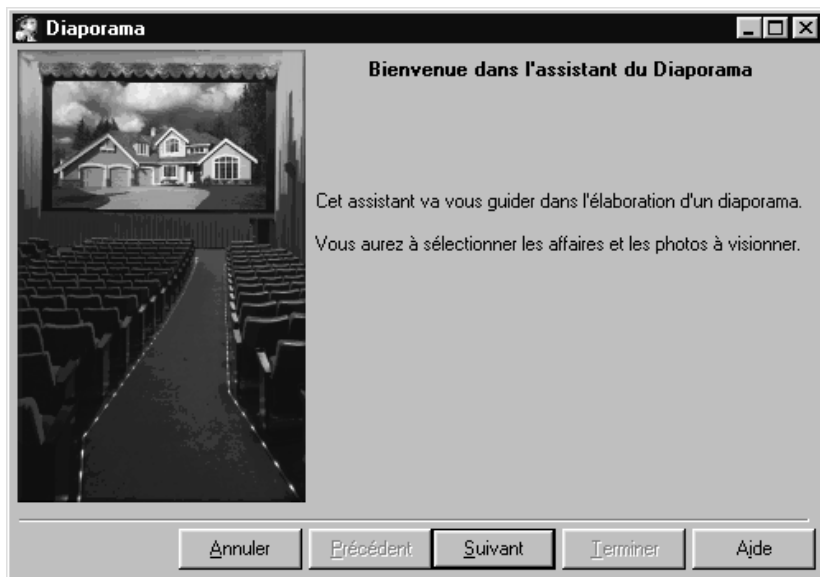 Diaporama
Bienvenue dans l'assistant du Diaporama
Cet assistant va vous guider dans l'élaboration d'un diaporama.
Vous aurez à sélectionner les affaires et les photos à visionner.
Annuler Précédent Suivant Terminer Aide